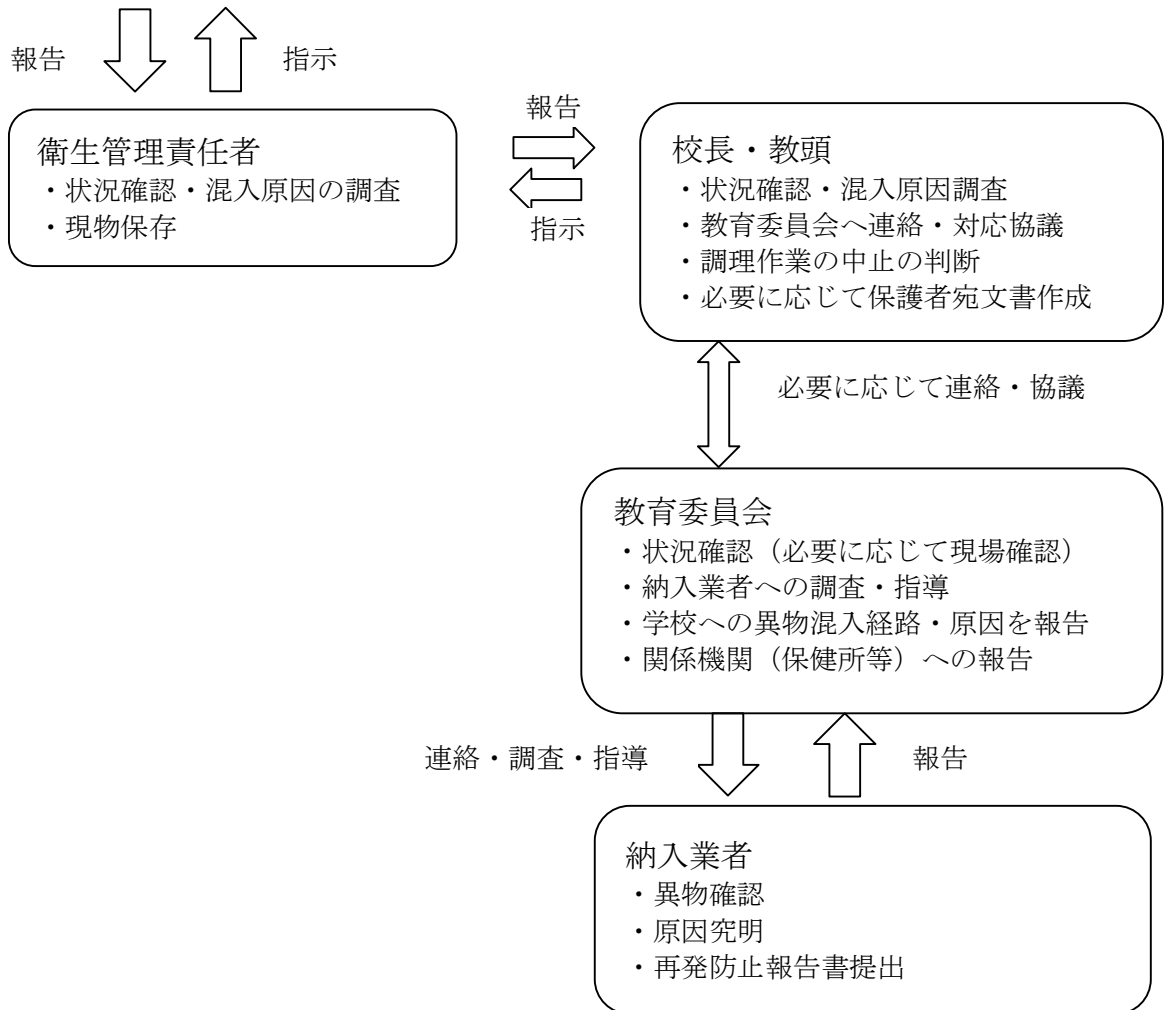 報告
指示
衛生管理責任者
・状況確認・混入原因の調査
・現物保存
報告
指示
校長・教頭
・状況確認・混入原因調査
・教育委員会へ連絡・対応協議
・調理作業の中止の判断
・必要に応じて保護者宛文書作成
必要に応じて連絡・協議
教育委員会
・状況確認（必要に応じて現場確認）
・納入業者への調査・指導
・学校への異物混入経路・原因を報告
・関係機関（保健所等）への報告
連絡・調査・指導
報告
納入業者
・異物確認
・原因究明
・再発防止報告書提出